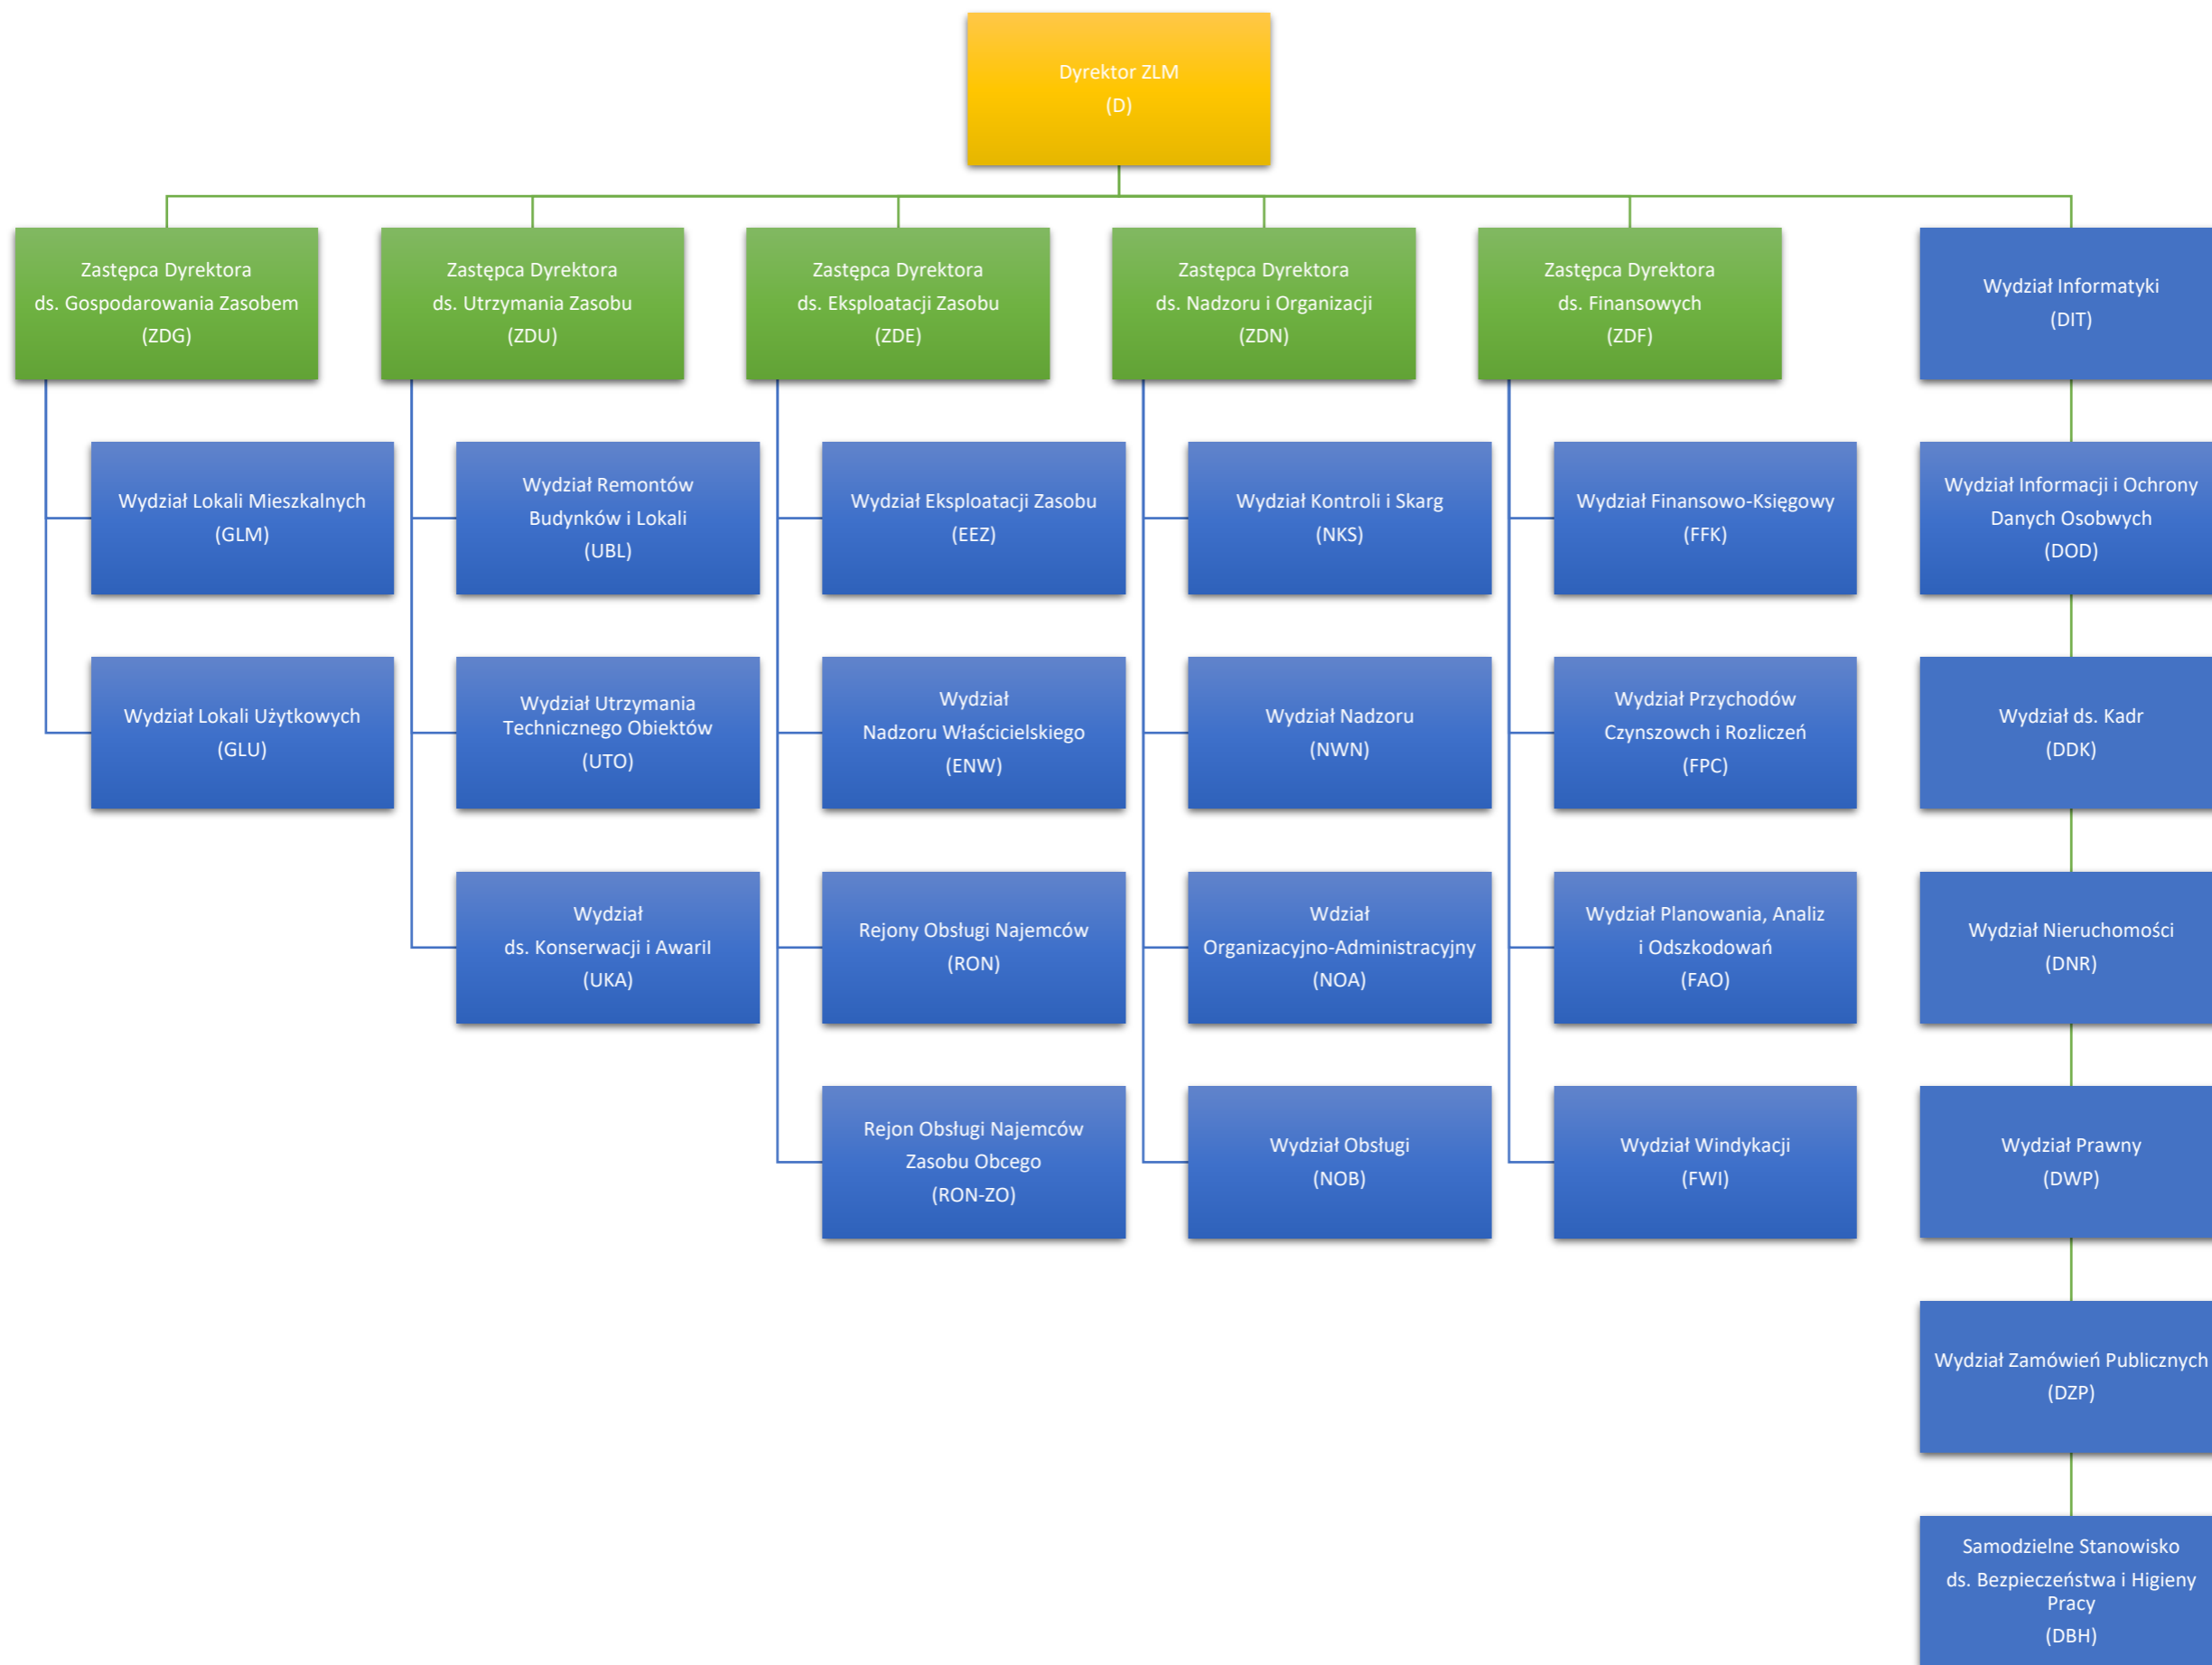 Dyrektor ZLM
(D)
Zastępca Dyrektora
ds. Gospodarowania Zasobem
(ZDG)
Zastępca Dyrektora
ds. Utrzymania Zasobu
(ZDU)
Zastępca Dyrektora
ds. Eksploatacji Zasobu
(ZDE)
Zastępca Dyrektora
ds. Nadzoru i Organizacji
(ZDN)
Zastępca Dyrektora
ds. Finansowych
(ZDF)
Wydział Informatyki
(DIT)
Wydział Lokali Mieszkalnych
(GLM)
Wydział Remontów
Budynków i Lokali
(UBL)
Wydział Eksploatacji Zasobu
(EEZ)
Wydział Kontroli i Skarg
(NKS)
Wydział Finansowo-Księgowy
(FFK)
Wydział Informacji i Ochrony
Danych Osobwych
(DOD)
Wydział Lokali Użytkowych
(GLU)
Wydział Utrzymania
Technicznego Obiektów
(UTO)
Wydział
Nadzoru Właścicielskiego
(ENW)
Wydział Nadzoru
(NWN)
Wydział Przychodów
Czynszowch i Rozliczeń
(FPC)
Wydział ds. Kadr
(DDK)
Wydział
ds. Konserwacji i AwariI
(UKA)
Rejony Obsługi Najemców
(RON)
Wdział
Organizacyjno-Administracyjny
(NOA)
Wydział Planowania, Analiz
i Odszkodowań
(FAO)
Wydział Nieruchomości
(DNR)
Rejon Obsługi Najemców
Zasobu Obcego
(RON-ZO)
Wydział Obsługi
(NOB)
Wydział Windykacji
(FWI)
Wydział Prawny
(DWP)
Wydział Zamówień Publicznych
(DZP)
Samodzielne Stanowisko
ds. Bezpieczeństwa i Higieny
Pracy
(DBH)